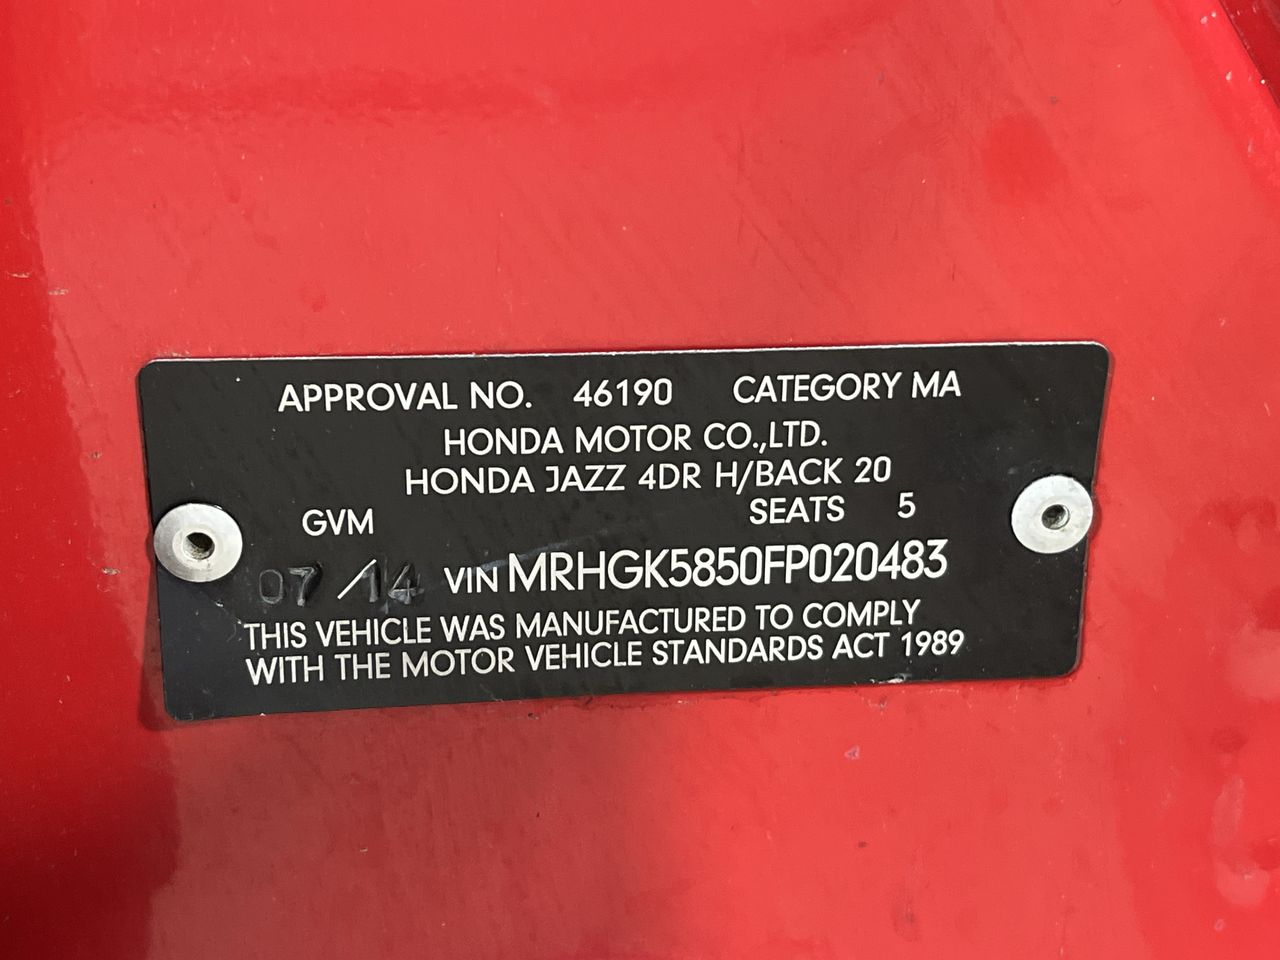 APPROVAL NO. 46190 CATEGORY MA
HONDA MOTOR CO.,LTD.
HONDA JAZZ 4DR H/BACK 20
GVM SEATS 5
07/14 VIN MRHGK5850FP020483
THIS VEHICLE WAS MANUFACTURED TO COMPLY
WITH THE MOTOR VEHICLE STANDARDS ACT 1989